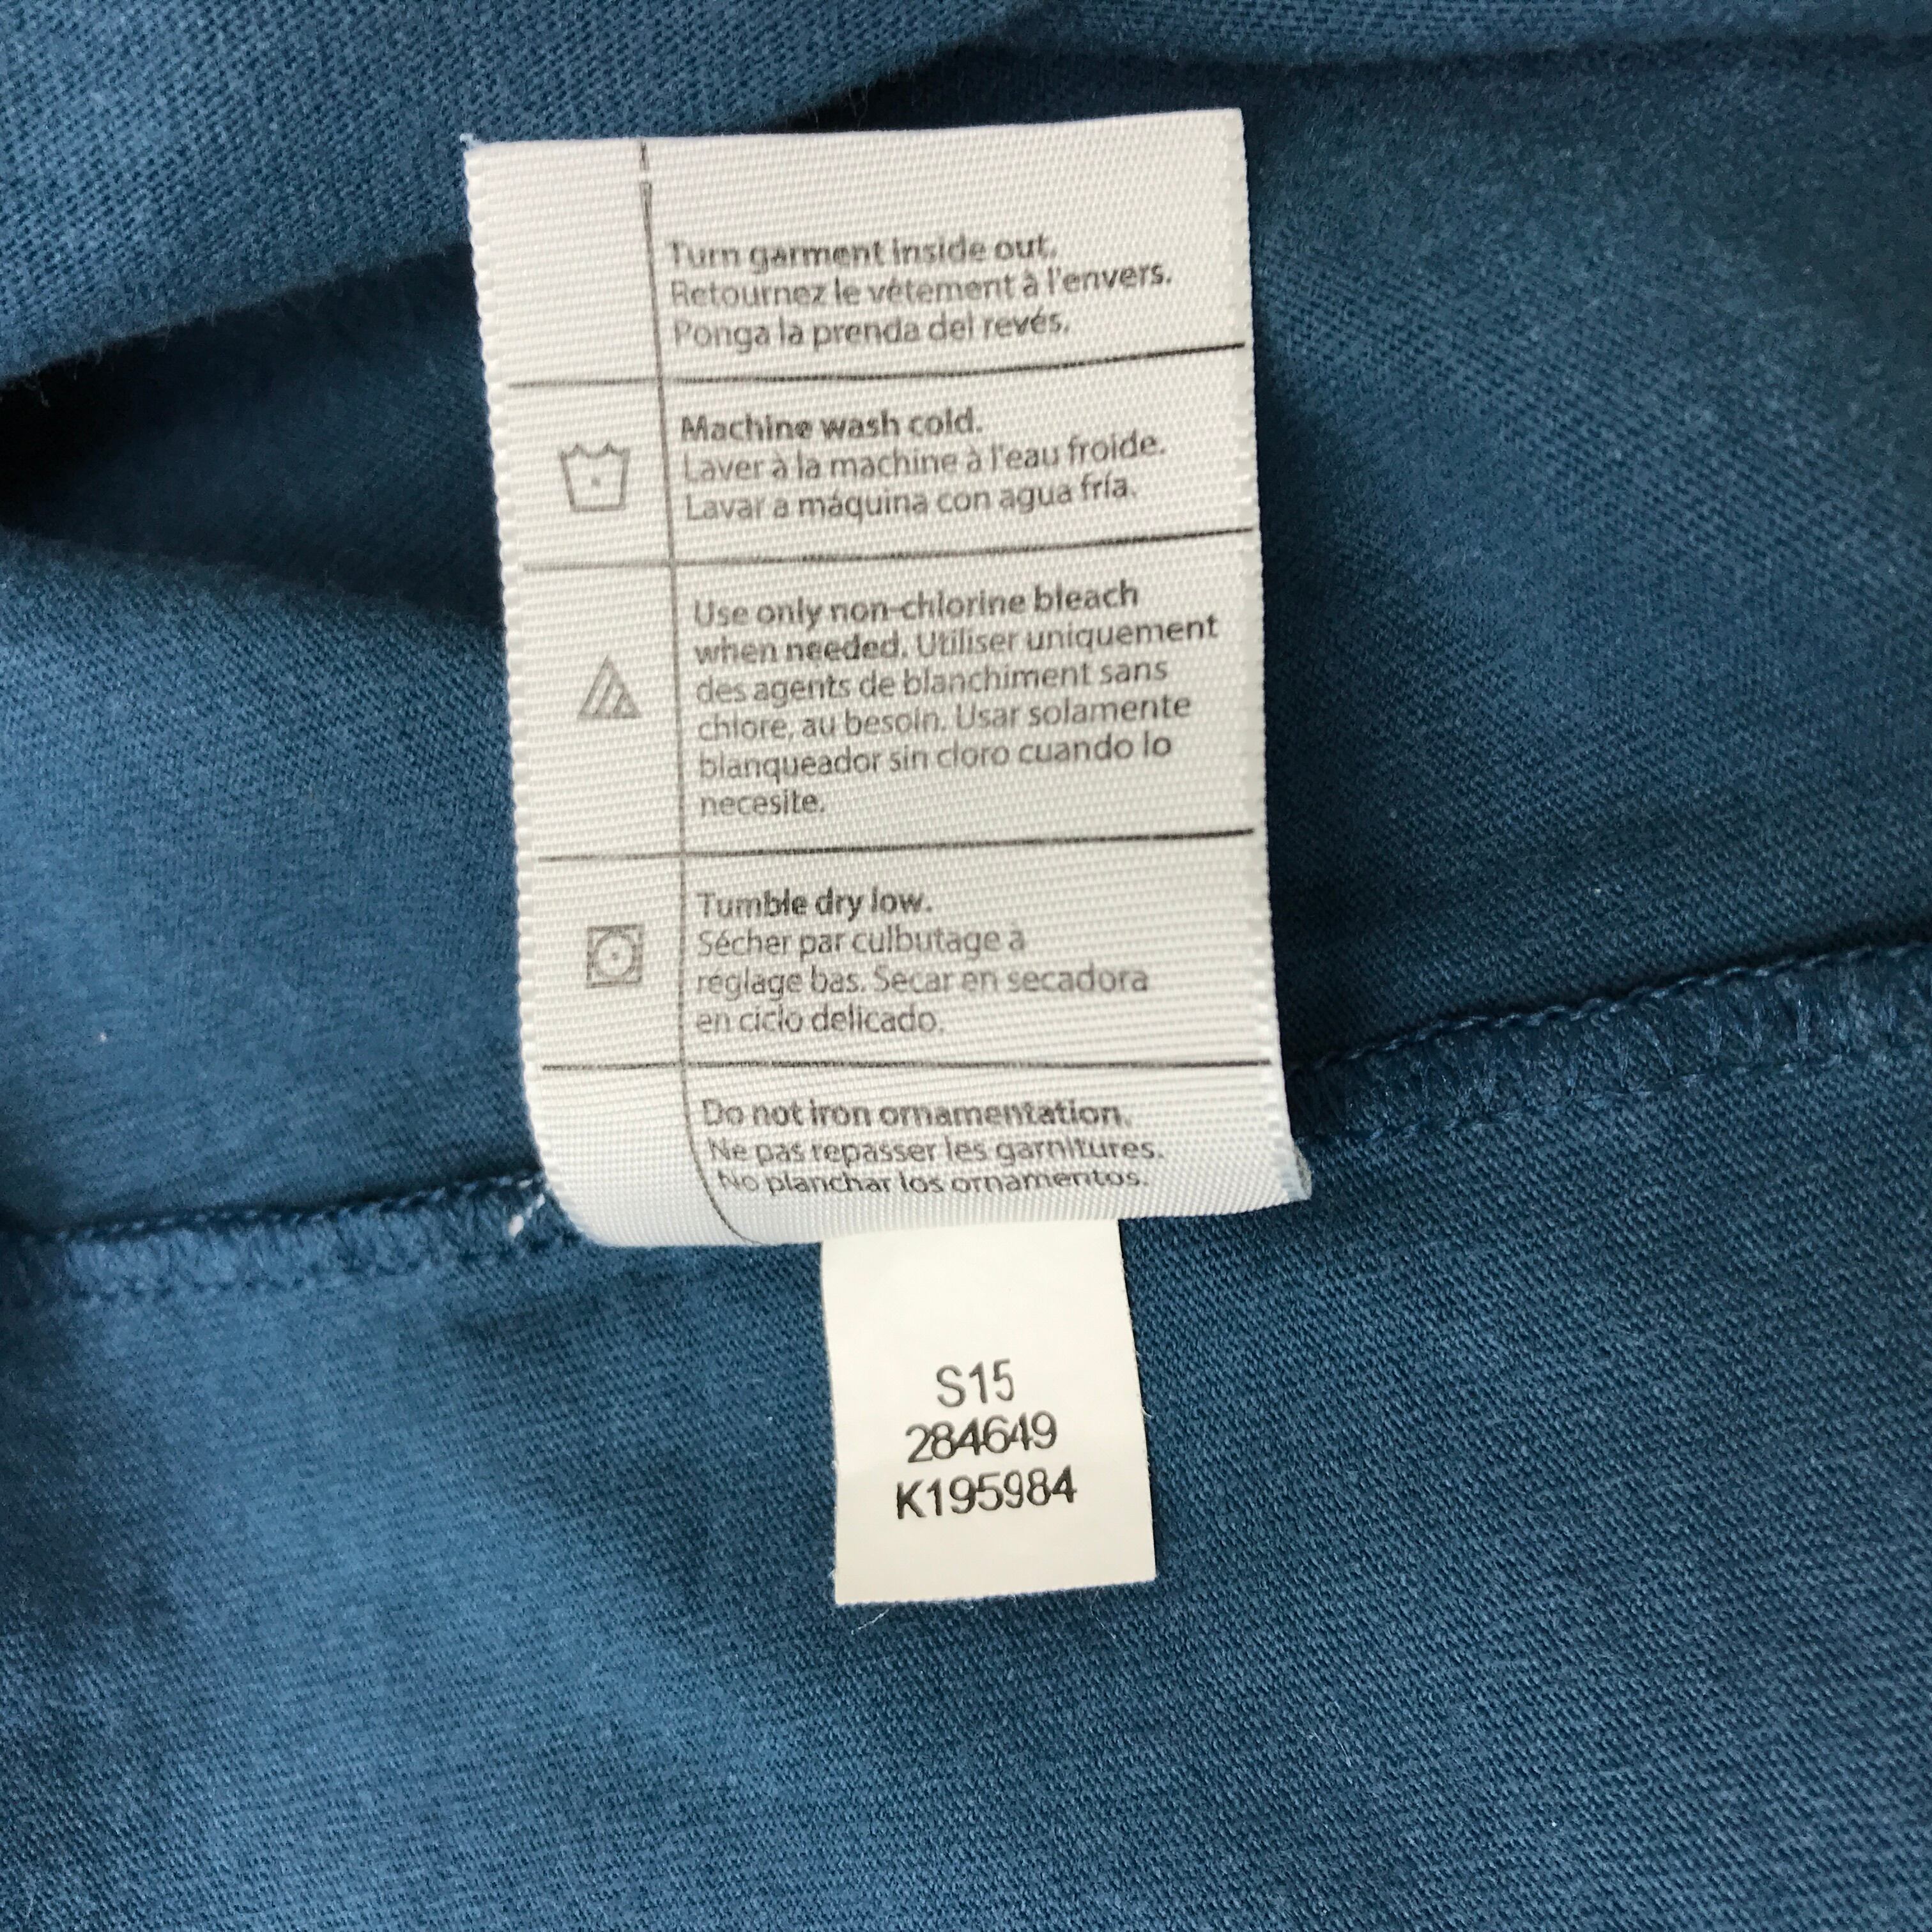 Turn garment inside out.
Retournez le vêtement à l'envers.
Ponga la prenda del revés.
Machine wash cold.
Laver à la machine à l'eau froide.
Lavar a máquina con agua fría.
Use only non-chlorine bleach
when needed. Utiliser uniquement
des agents de blanchiment sans
chlore, au besoin. Usar solamente
blanqueador sin cloro cuando lo
necesite.
Tumble dry low.
Sécher par culbutage à
réglage bas. Secar en secadora
en ciclo delicado.
Do not iron ornamentation.
Ne pas repasser les garnitures.
No planchar los ornamentos.
S15
284649
K195984